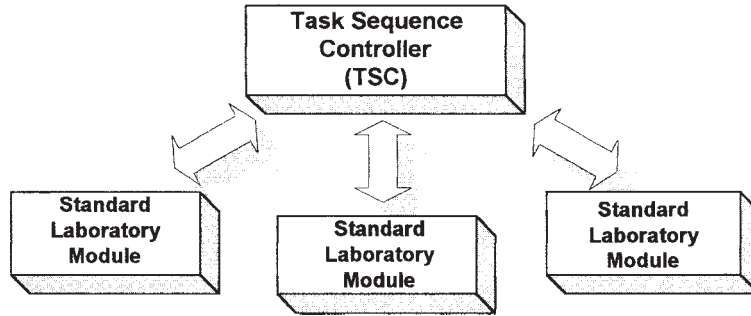 Task Sequence
Controller
(TSC)
Standard
Laboratory
Module
Standard
Laboratory
Module
Standard
Laboratory
Module